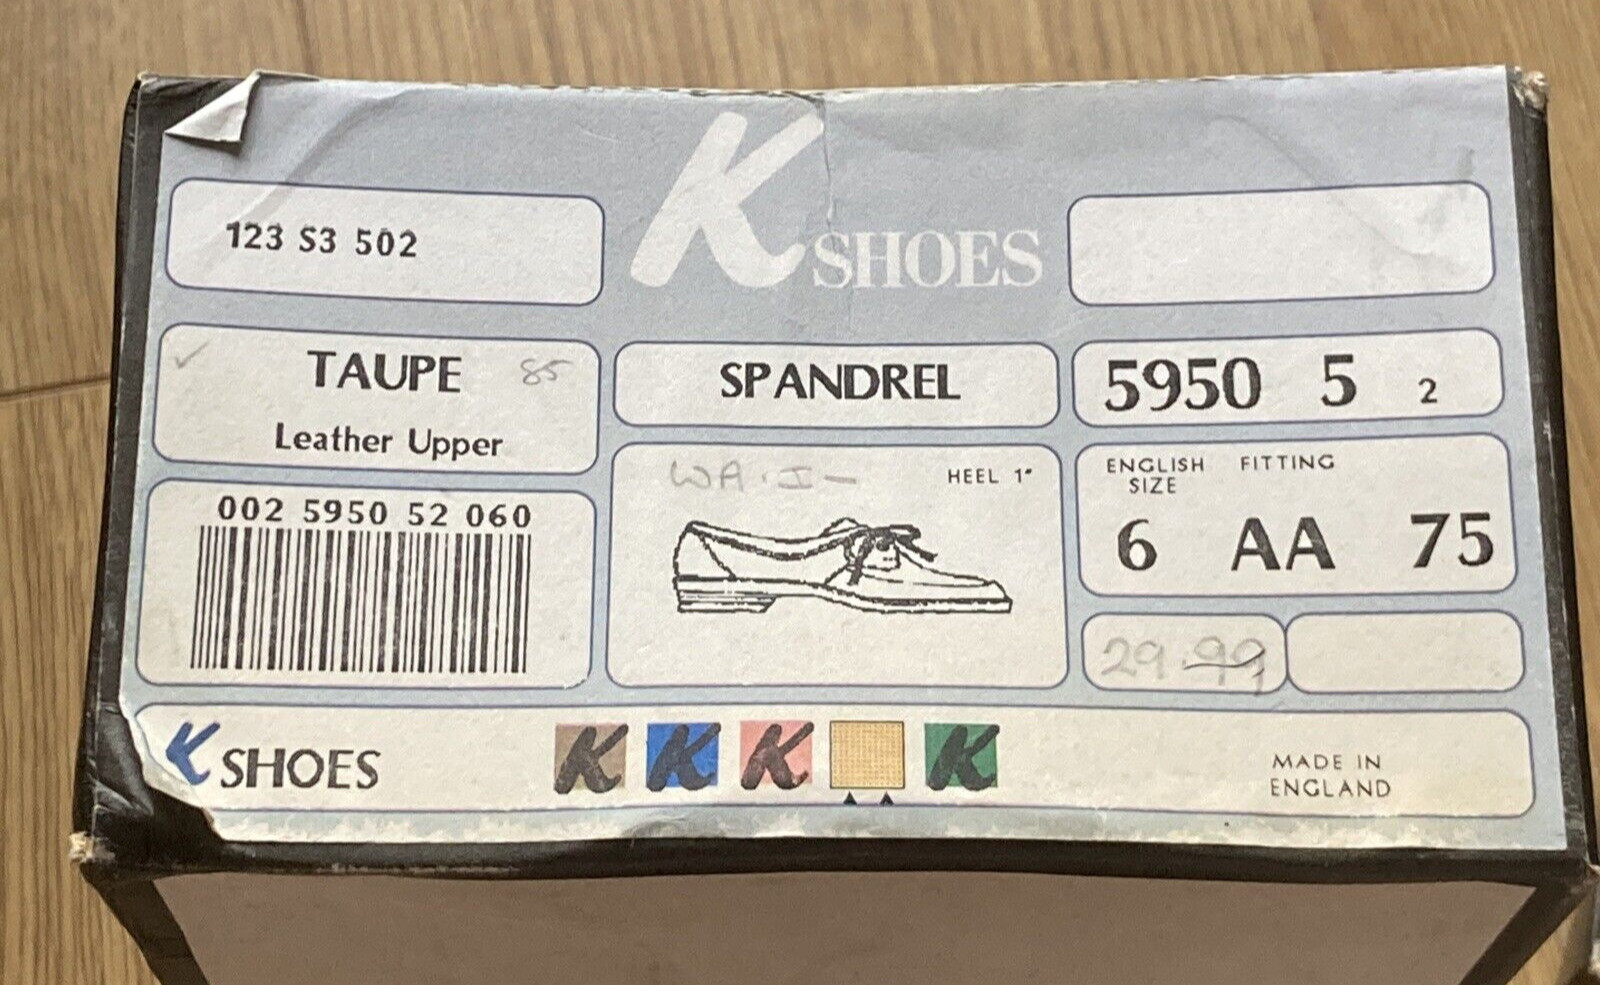 K SHOES
123 S3 502
TAUPE 85
Leather Upper
SPANDREL
5950 5 2
002 5950 52 060
WA·I-
HEEL 1"
ENGLISH SIZE FITTING
6 AA 75
29.99
K SHOES
K K K K
MADE IN
ENGLAND